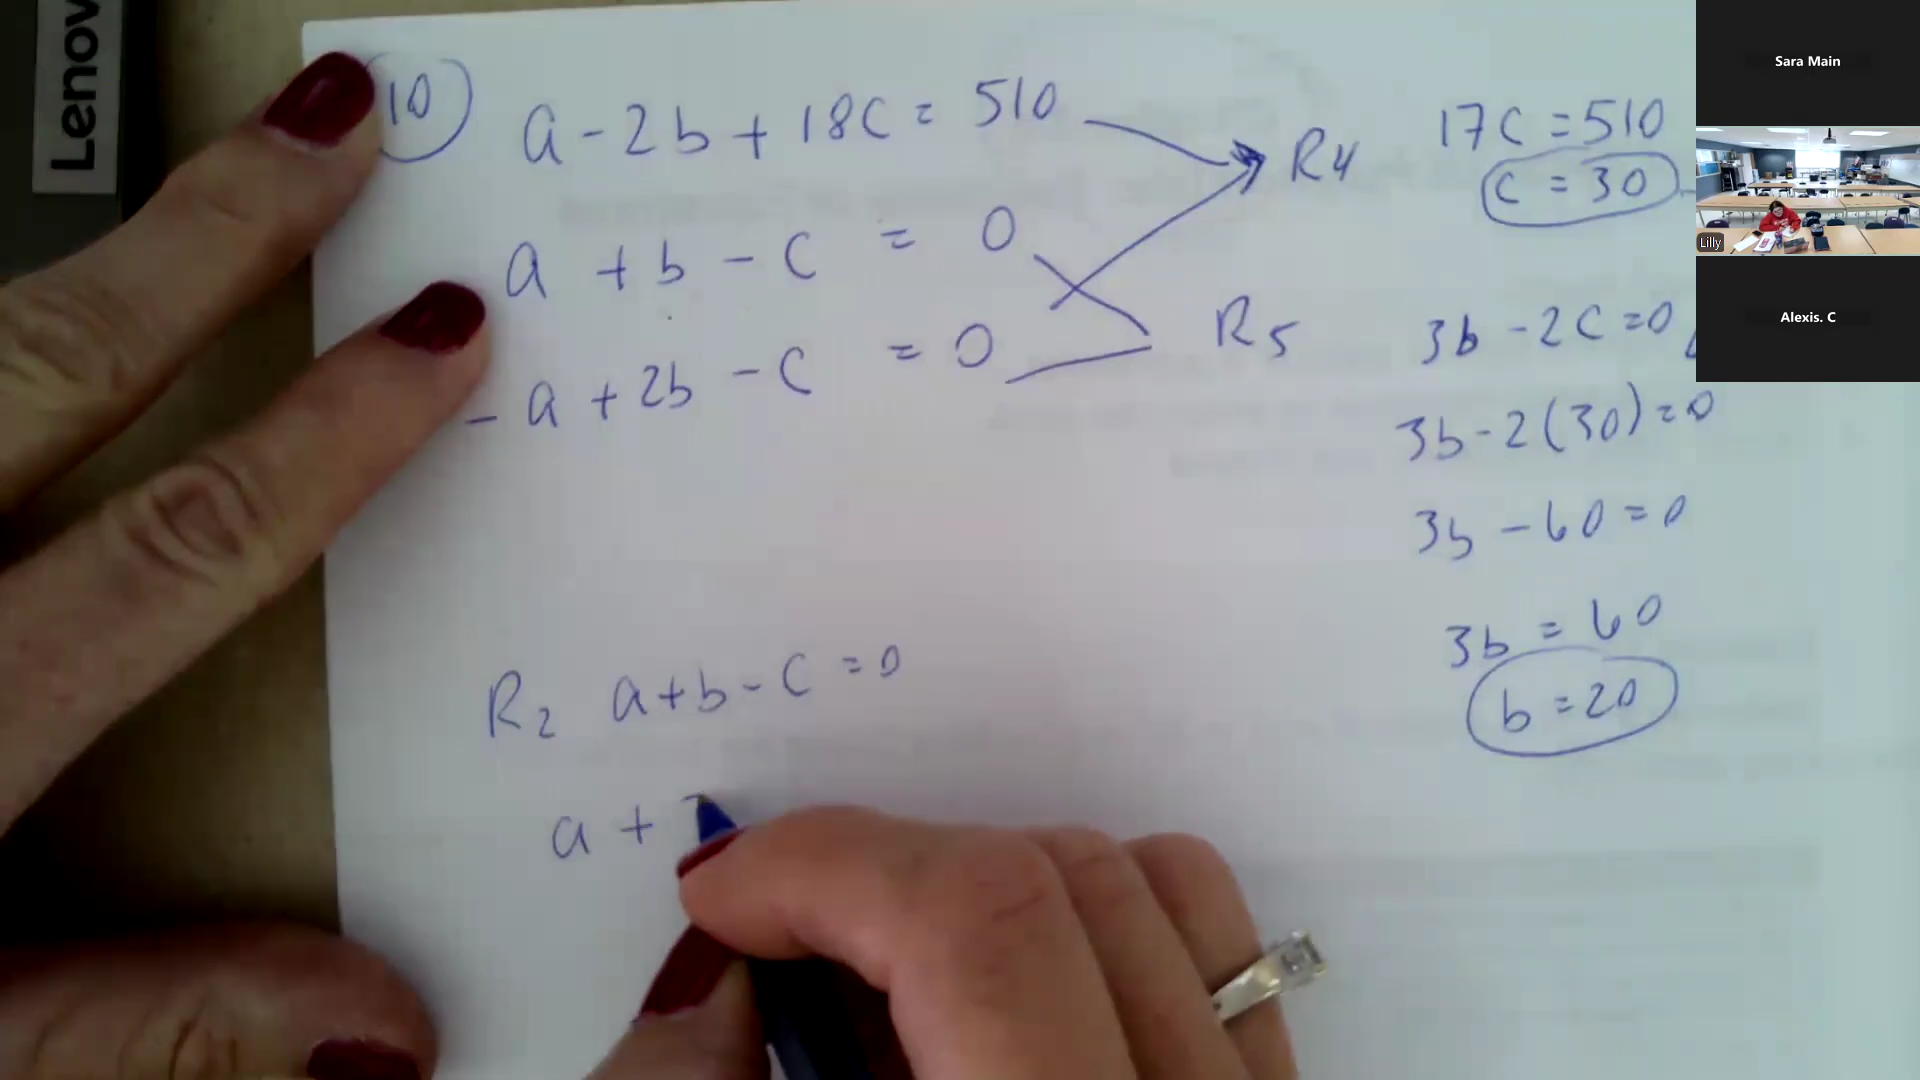 Lenov
10
a - 2b + 18c = 510
a + b - c = 0
- a + 2b - c = 0
R4
R5
R2 a + b - c = 0
a +
17c = 510
c = 30
3b - 2c = 0
3b - 2(30) = 0
3b - 60 = 0
3b = 60
b = 20
Sara Main
Lilly
Alexis. C